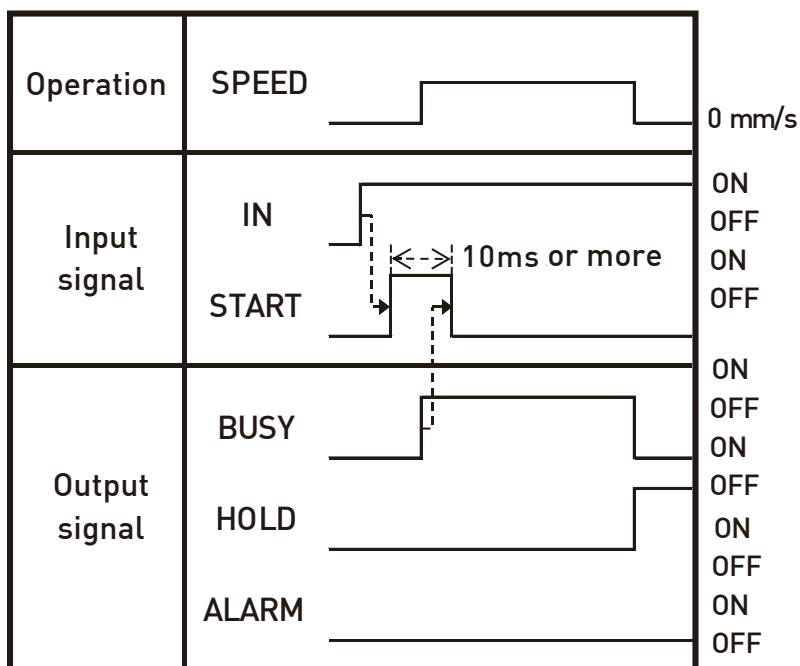 Operation
SPEED
0 mm/s
Input
signal
IN
ON
OFF
10ms or more
ON
START
OFF
Output
signal
ON
BUSY
OFF
ON
OFF
HOLD
ON
OFF
ALARM
ON
OFF